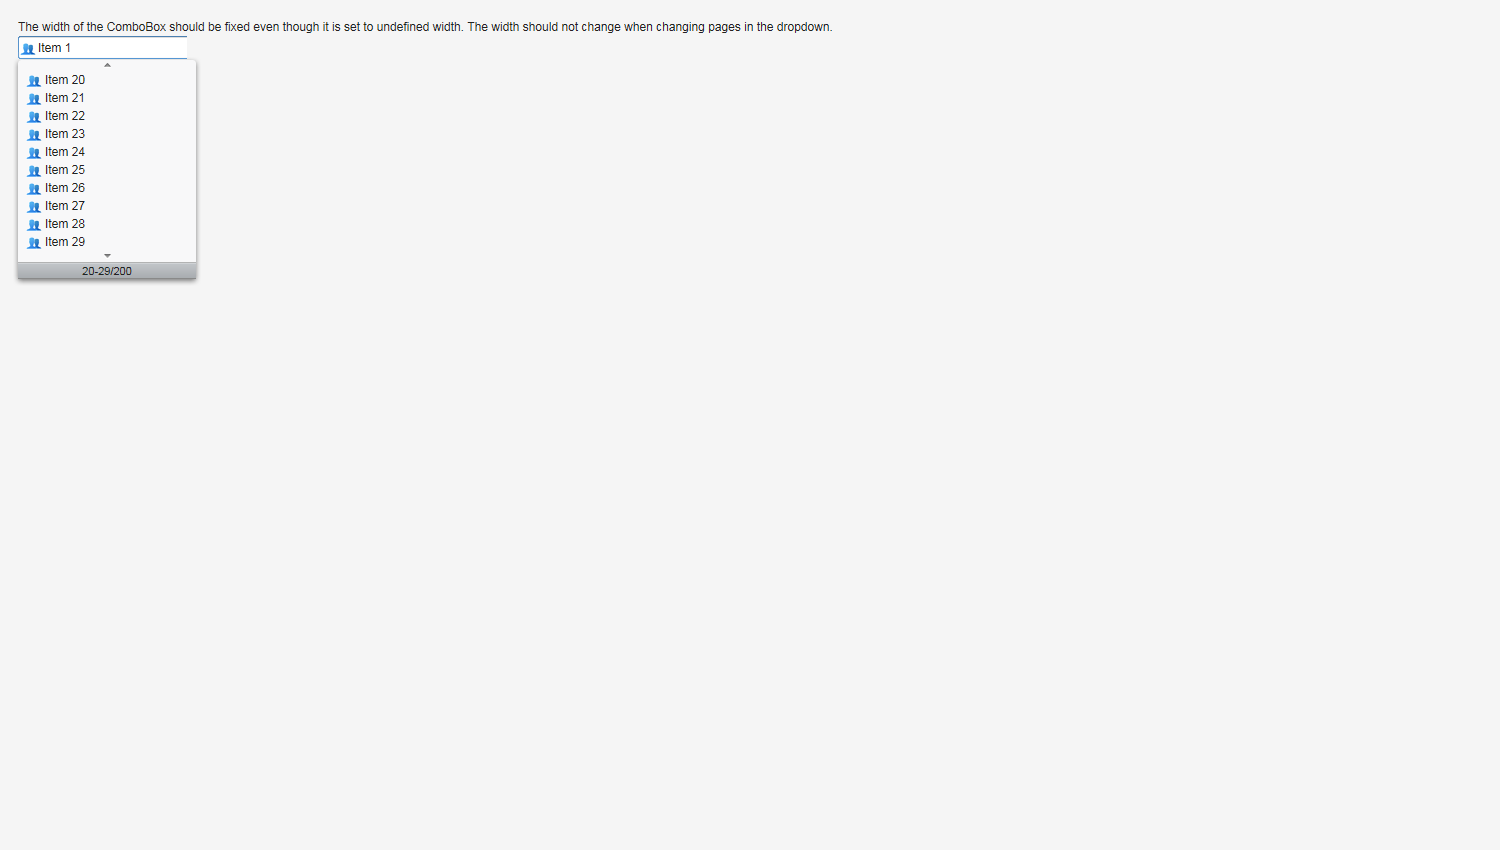 The width of the ComboBox should be fixed even though it is set to undefined width. The width should not change when changing pages in the dropdown.
Item 1
Item 20
Item 21
Item 22
Item 23
Item 24
Item 25
Item 26
Item 27
Item 28
Item 29
20-29/200